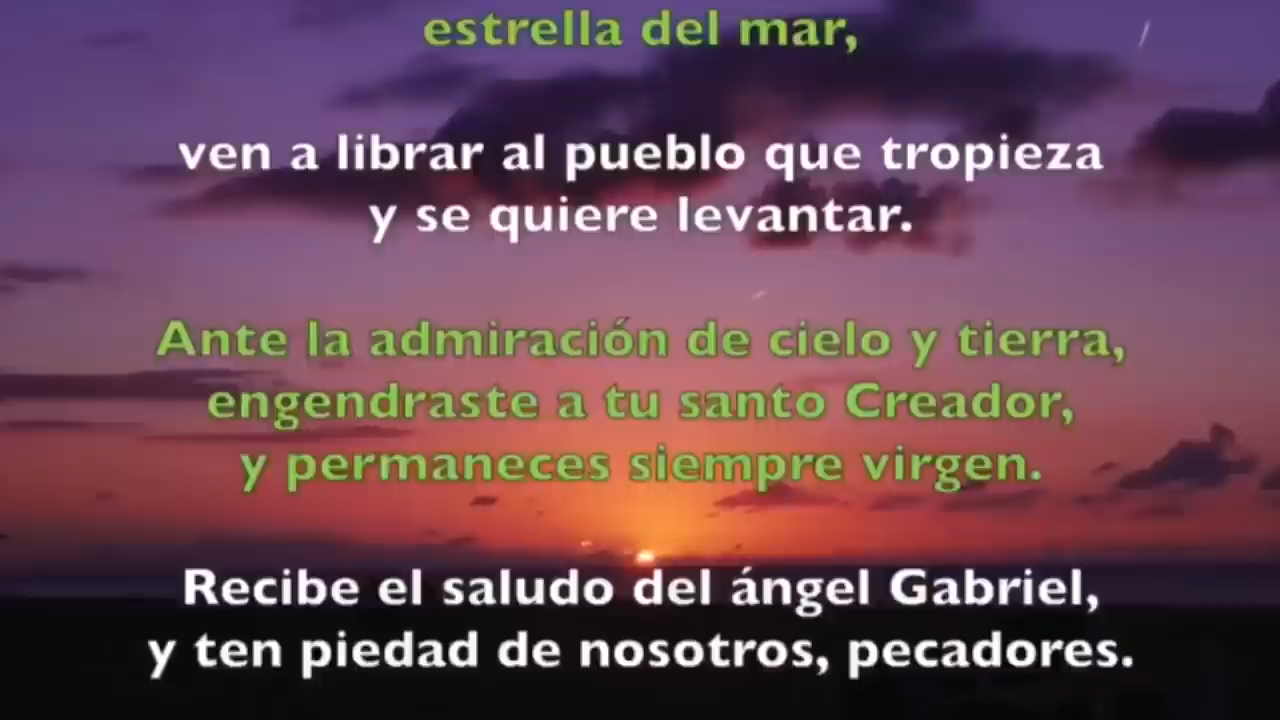 estrella del mar,
ven a librar al pueblo que tropieza
y se quiere levantar.
Ante la admiración de cielo y tierra,
engendraste a tu santo Creador,
y permaneces siempre virgen.
Recibe el saludo del ángel Gabriel,
y ten piedad de nosotros, pecadores.